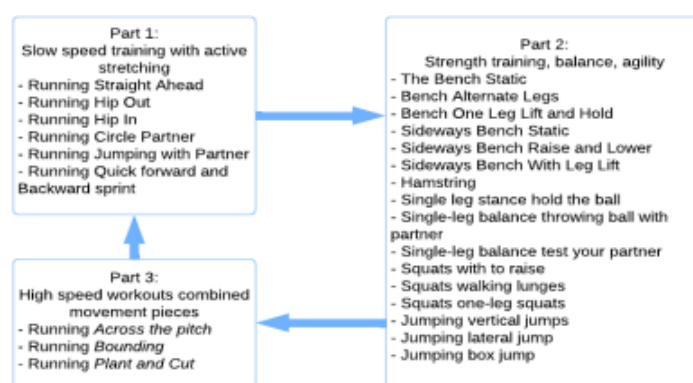 Part 1:
Slow speed training with active
stretching
- Running Straight Ahead
- Running Hip Out
- Running Hip In
- Running Circle Partner
- Running Jumping with Partner
- Running Quick forward and
Backward sprint
Part 2:
Strength training, balance, agility
- The Bench Static
- Bench Alternate Legs
- Bench One Leg Lift and Hold
- Sideways Bench Static
- Sideways Bench Raise and Lower
- Sideways Bench With Leg Lift
- Hamstring
- Single leg stance hold the ball
- Single-leg balance throwing ball with
partner
- Single-leg balance test your partner
- Squats with to raise
- Squats walking lunges
- Squats one-leg squats
- Jumping vertical jumps
- Jumping lateral jump
- Jumping box jump
Part 3:
High speed workouts combined
movement pieces
- Running Across the pitch
- Running Bounding
- Running Plant and Cut